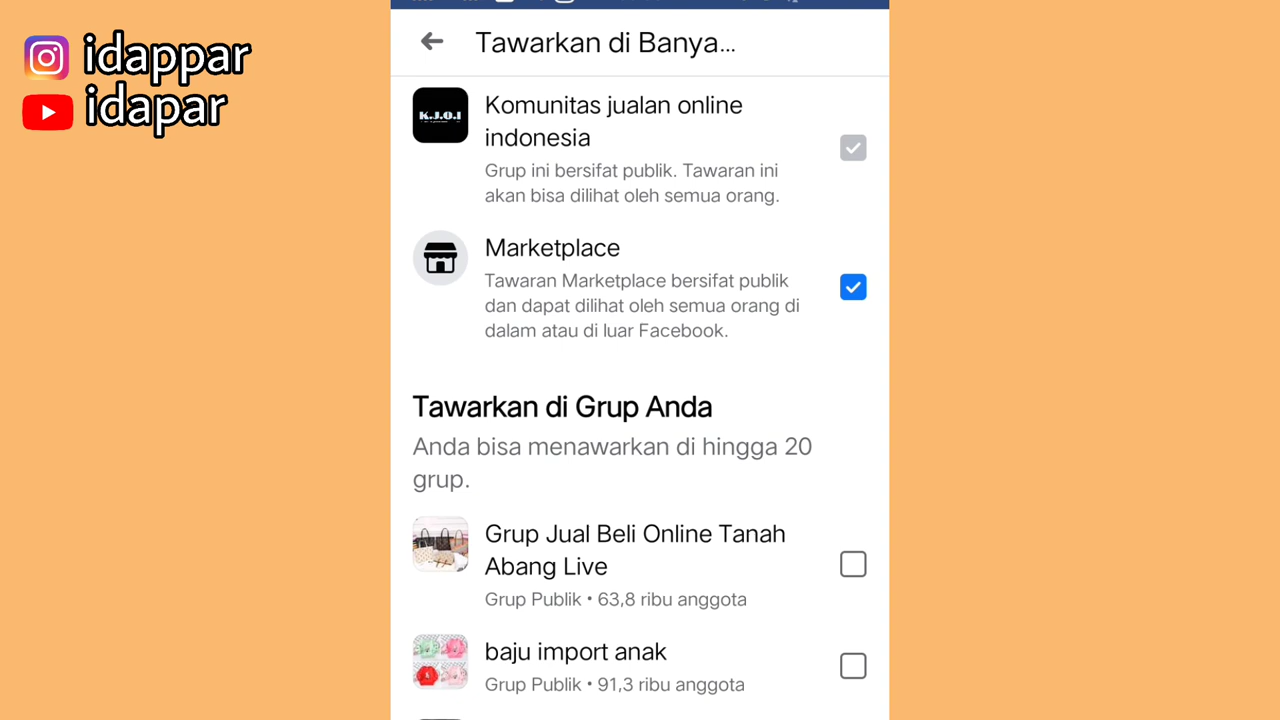 idappar
idapar
Tawarkan di Banya...
K.J.O.I
Komunitas jualan online
indonesia
Grup ini bersifat publik. Tawaran ini
akan bisa dilihat oleh semua orang.
Marketplace
Tawaran Marketplace bersifat publik
dan dapat dilihat oleh semua orang di
dalam atau di luar Facebook.
Tawarkan di Grup Anda
Anda bisa menawarkan di hingga 20
grup.
Grup Jual Beli Online Tanah
Abang Live
Grup Publik • 63,8 ribu anggota
baju import anak
Grup Publik • 91,3 ribu anggota